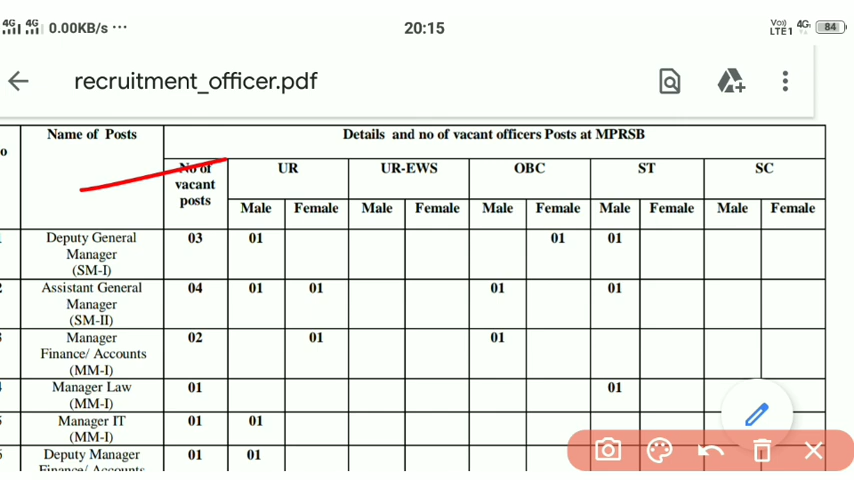 4G 4G 0.00KB/s ··· 20:15 Vo)) LTE1 4G 84
recruitment_officer.pdf
o Name of Posts Details and no of vacant officers Posts at MPRSB
No of vacant posts UR UR-EWS OBC ST SC
Male Female Male Female Male Female Male Female Male Female
Deputy General 03 01 01 01
Manager
(SM-I)
Assistant General 04 01 01 01 01
Manager
(SM-II)
Manager 02 01 01
Finance/ Accounts
(MM-I)
Manager Law 01 01
(MM-I)
Manager IT 01 01
(MM-I)
Deputy Manager 01 01
Finance/ Accounts